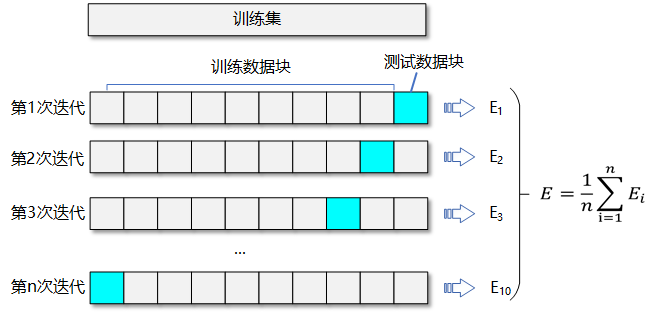 训练集
训练数据块
测试数据块
第1次迭代
E₁
第2次迭代
E₂
第3次迭代
E₃
...
第n次迭代
E₁₀
E = 1/n ∑_{i=1}^{n} E_i